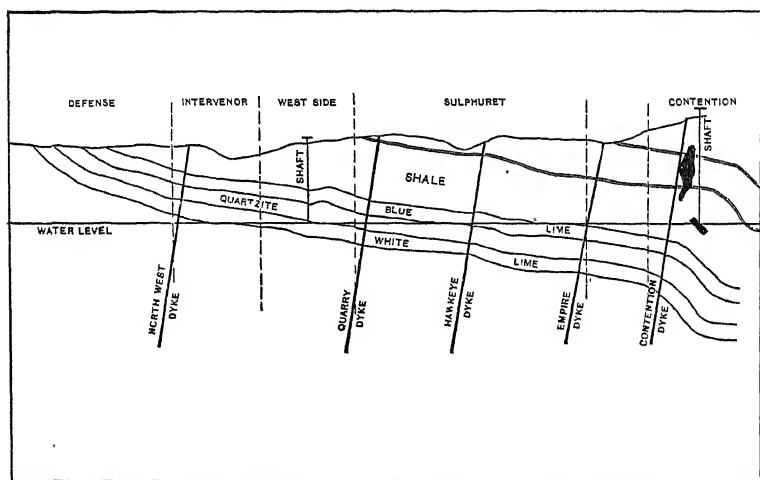 DEFENSE
INTERVENOR
WEST SIDE
SULPHURET
CONTENTION
SHAFT
SHAFT
SHALE
QUARTZITE
BLUE
LIME
WATER LEVEL
WHITE
LIME
NORTH WEST
DYKE
QUARRY
DYKE
HAWKEYE
DYKE
EMPIRE
DYKE
CONTENTION
DYKE